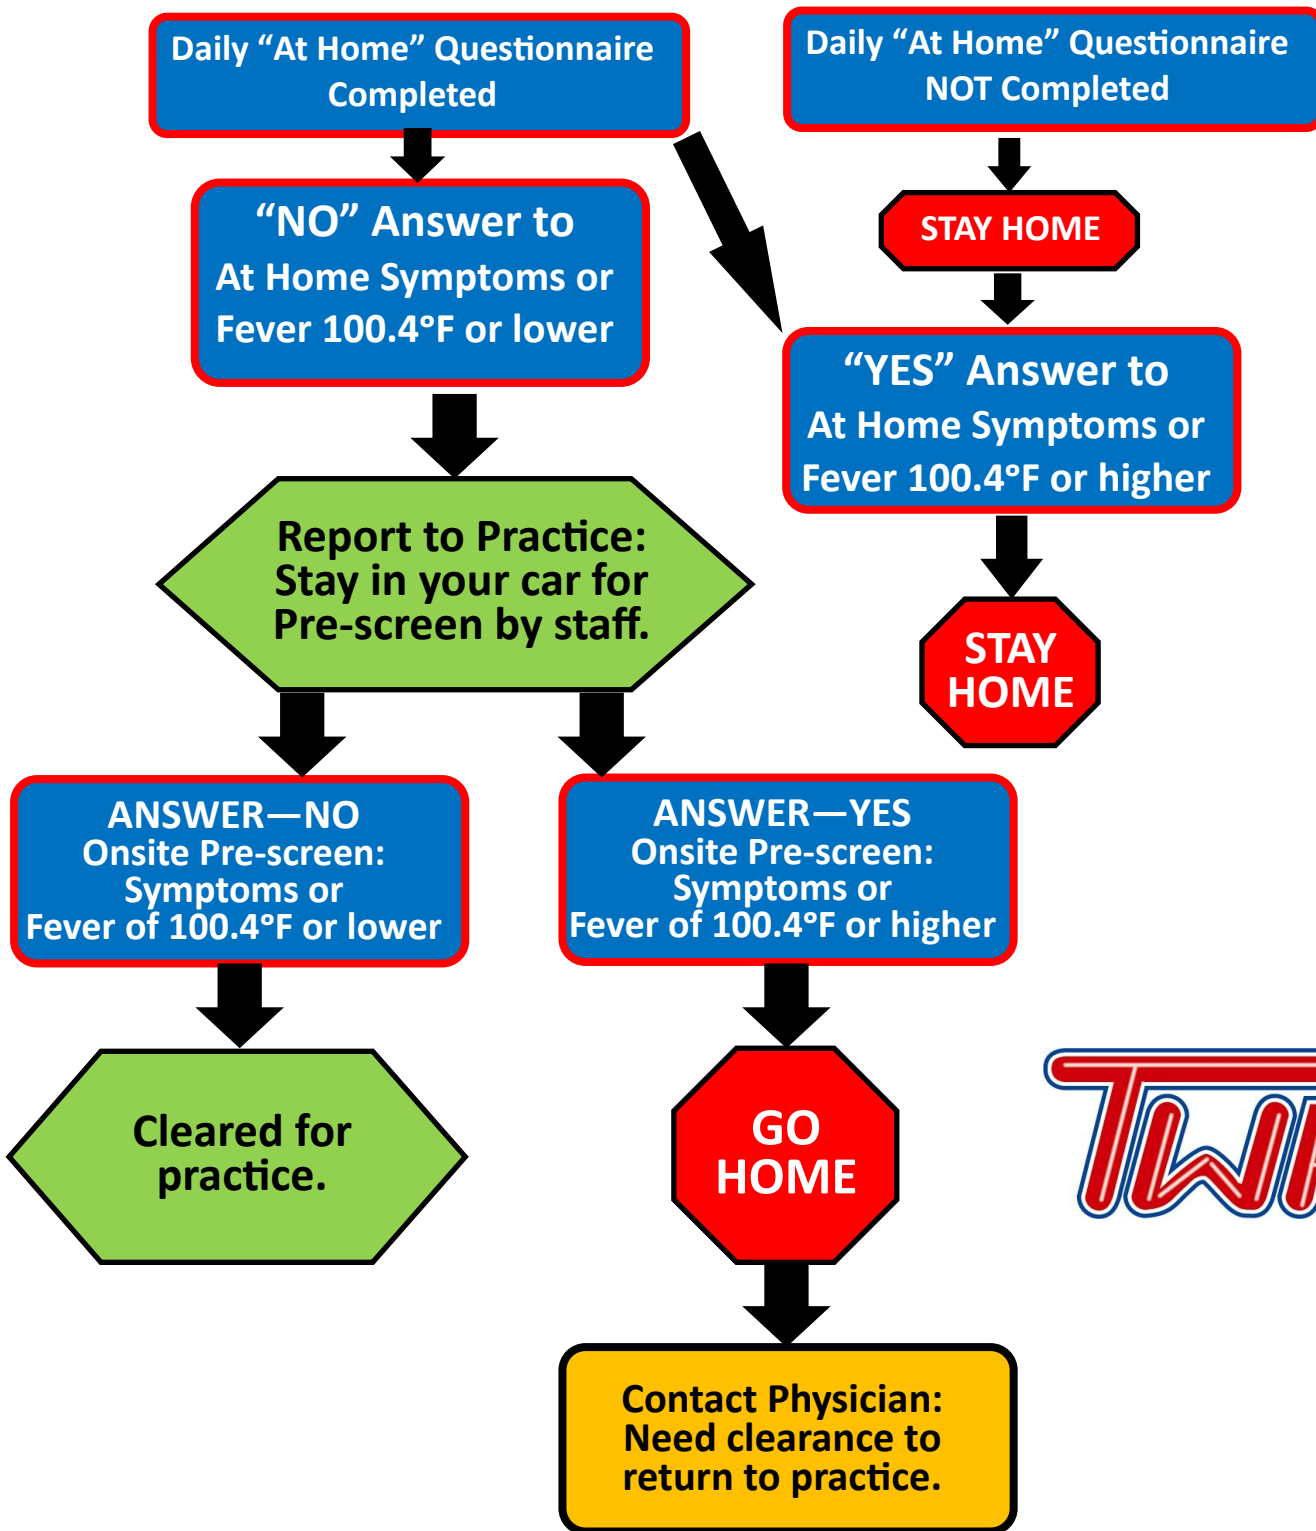 Daily “At Home” Questionnaire
Completed
Daily “At Home” Questionnaire
NOT Completed
“NO” Answer to
At Home Symptoms or
Fever 100.4°F or lower
STAY HOME
“YES” Answer to
At Home Symptoms or
Fever 100.4°F or higher
Report to Practice:
Stay in your car for
Pre-screen by staff.
STAY
HOME
ANSWER—NO
Onsite Pre-screen:
Symptoms or
Fever of 100.4°F or lower
ANSWER—YES
Onsite Pre-screen:
Symptoms or
Fever of 100.4°F or higher
Cleared for
practice.
GO
HOME
Contact Physician:
Need clearance to
return to practice.